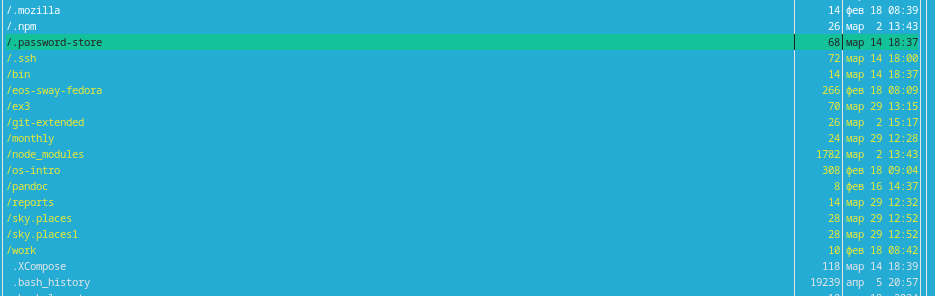 /.mozilla 14 фев 18 08:39
/.npm 26 мар 2 13:43
/.password-store 68 мар 14 18:37
/.ssh 72 мар 14 18:00
/bin 14 мар 14 18:37
/eos-sway-fedora 266 фев 18 08:09
/ex3 70 мар 29 13:15
/git-extended 26 мар 2 15:17
/monthly 24 мар 29 12:28
/node_modules 1782 мар 2 13:43
/os-intro 308 фев 18 09:04
/pandoc 8 фев 16 14:37
/reports 14 мар 29 12:32
/sky.places 28 мар 29 12:52
/sky.places1 28 мар 29 12:52
/work 10 фев 18 08:42
.XCompose 118 мар 14 18:39
.bash_history 19239 апр 5 20:57